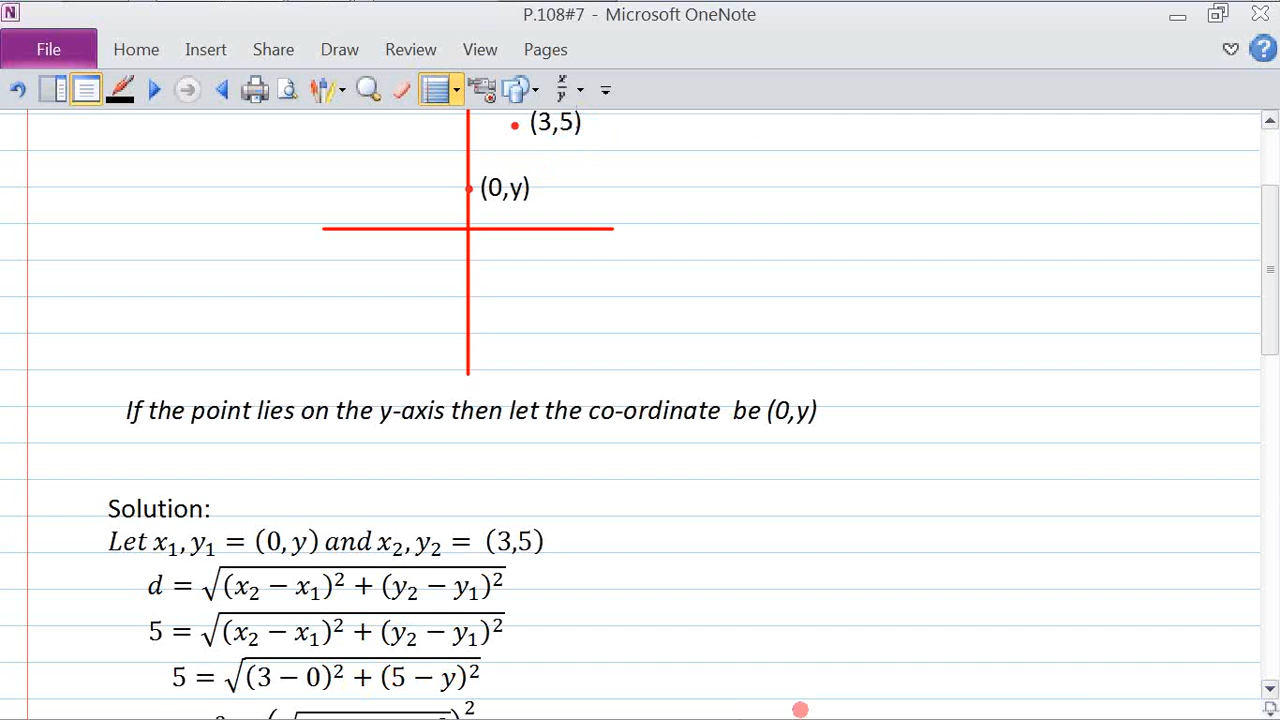 P.108#7 - Microsoft OneNote
File Home Insert Share Draw Review View Pages
(3,5)
(0,y)
If the point lies on the y-axis then let the co-ordinate be (0,y)
Solution:
Let x₁, y₁ = (0, y) and x₂, y₂ = (3,5)
d = √((x₂ − x₁)² + (y₂ − y₁)²)
5 = √((x₂ − x₁)² + (y₂ − y₁)²)
5 = √((3 − 0)² + (5 − y)²)